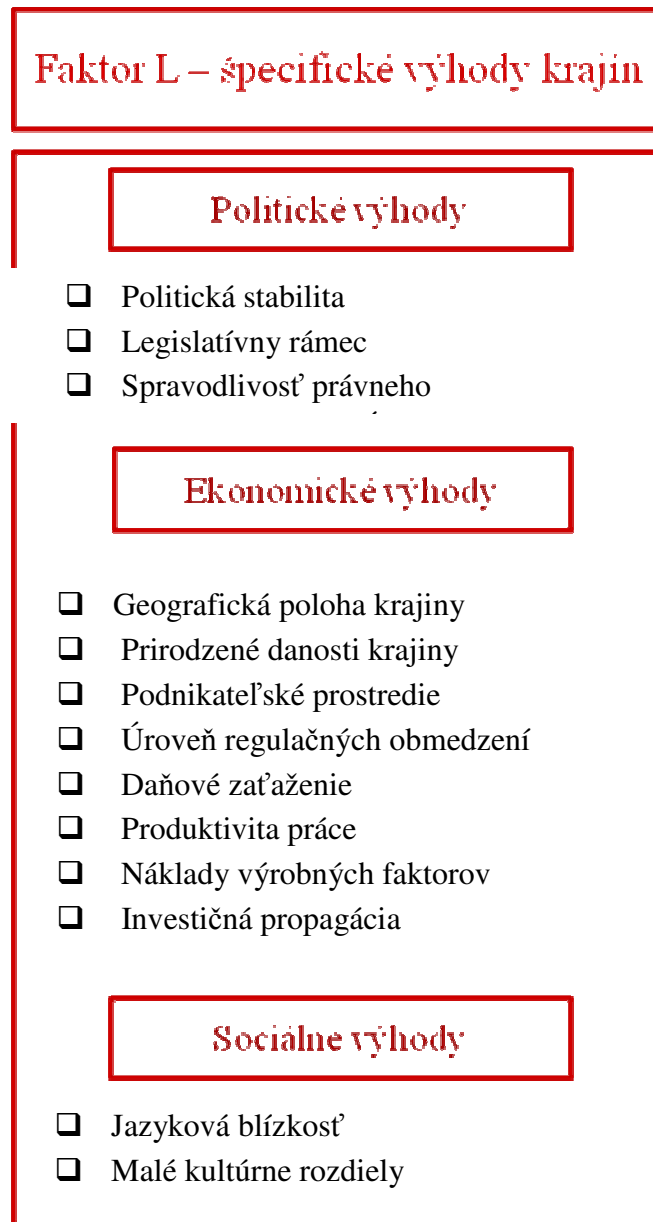 Faktor L – špecifické výhody krajín
Politické výhody
❑ Politická stabilita
❑ Legislatívny rámec
❑ Spravodlivosť právneho
Ekonomické výhody
❑ Geografická poloha krajiny
❑ Prirodzené danosti krajiny
❑ Podnikateľské prostredie
❑ Úroveň regulačných obmedzení
❑ Daňové zaťaženie
❑ Produktivita práce
❑ Náklady výrobných faktorov
❑ Investičná propagácia
Sociálne výhody
❑ Jazyková blízkosť
❑ Malé kultúrne rozdiely